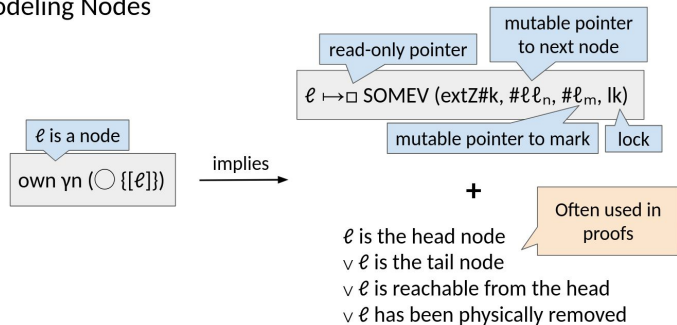 mutable pointer
to next node
read-only pointer
ℓ ↦□ SOMEV (extZ#k, #ℓℓₙ, #ℓₘ, lk)
mutable pointer to mark
lock
ℓ is a node
own γn (◯ {[ℓ]})
implies
+
Often used in
proofs
ℓ is the head node
∨ ℓ is the tail node
∨ ℓ is reachable from the head
∨ ℓ has been physically removed